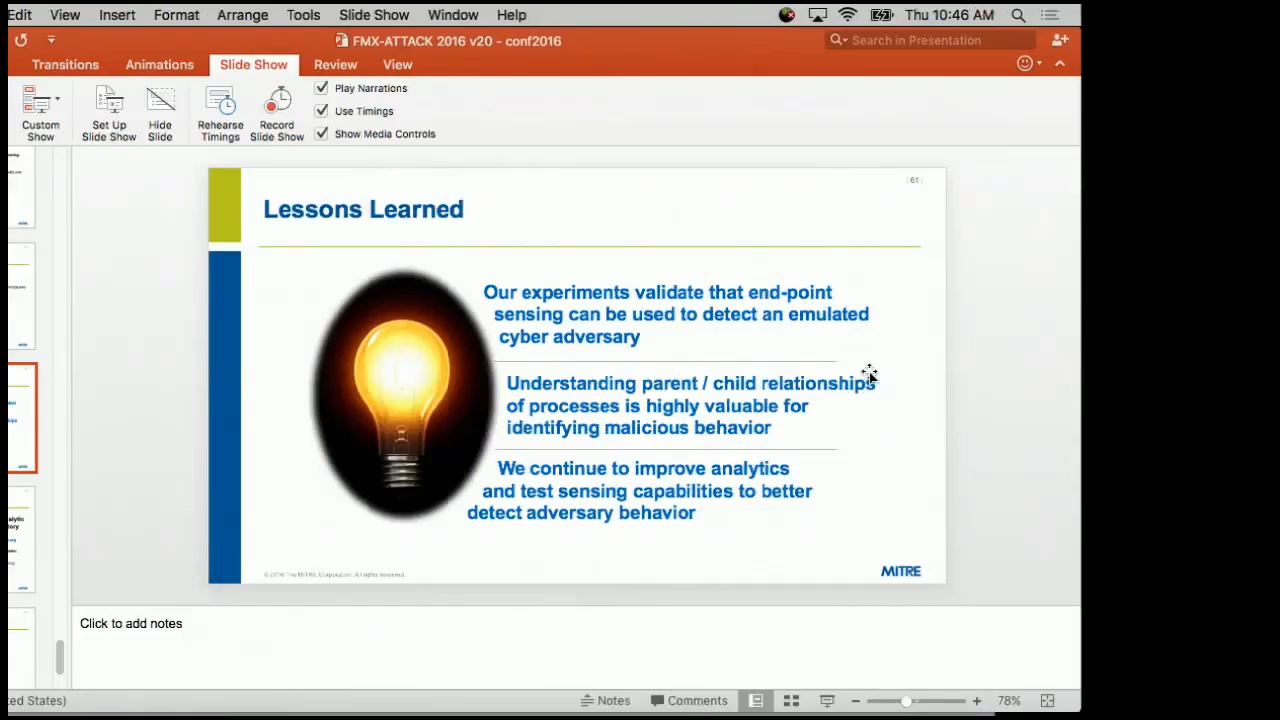 Edit View Insert Format Arrange Tools Slide Show Window Help Thu 10:46 AM
FMX-ATTACK 2016 v20 - conf2016 Search in Presentation
Transitions Animations Slide Show Review View
Custom Show
Set Up Slide Show
Hide Slide
Rehearse Timings
Record Slide Show
Play Narrations
Use Timings
Show Media Controls
| 61 |
Lessons Learned
Our experiments validate that end-point
sensing can be used to detect an emulated
cyber adversary
Understanding parent / child relationships
of processes is highly valuable for
identifying malicious behavior
We continue to improve analytics
and test sensing capabilities to better
detect adversary behavior
© 2016 The MITRE Corporation. All rights reserved.
MITRE
Click to add notes
ed States) Notes Comments 78%